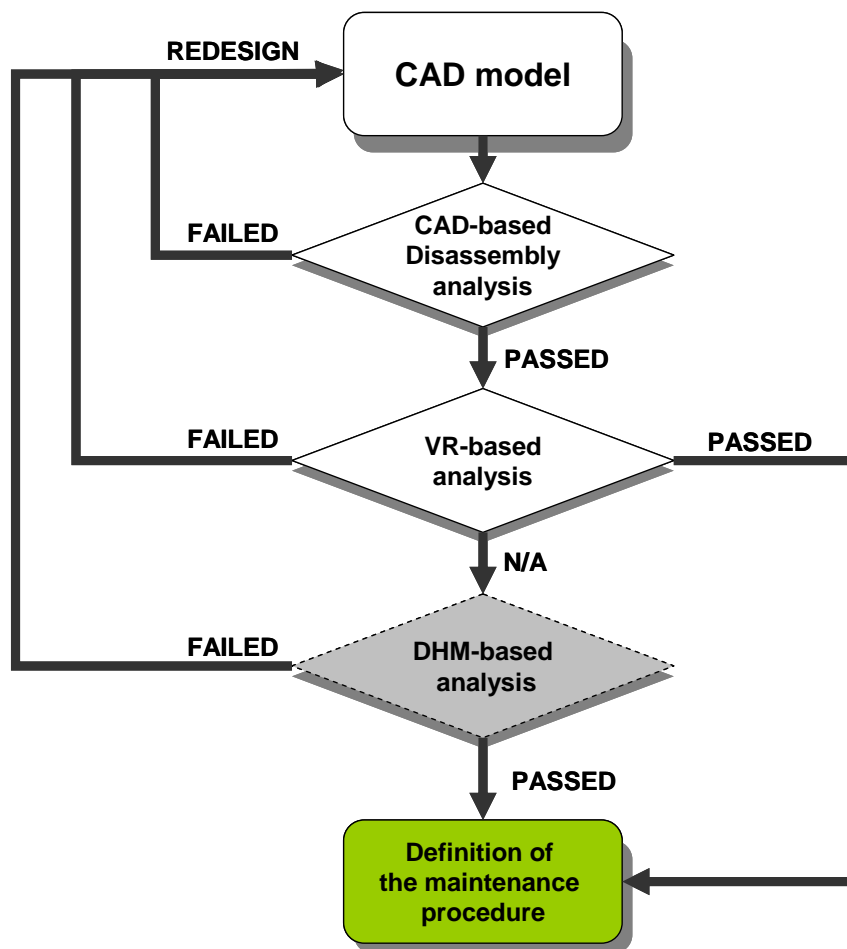 REDESIGN
CAD model
FAILED
CAD-based
Disassembly
analysis
PASSED
FAILED
VR-based
analysis
PASSED
N/A
FAILED
DHM-based
analysis
PASSED
Definition of
the maintenance
procedure